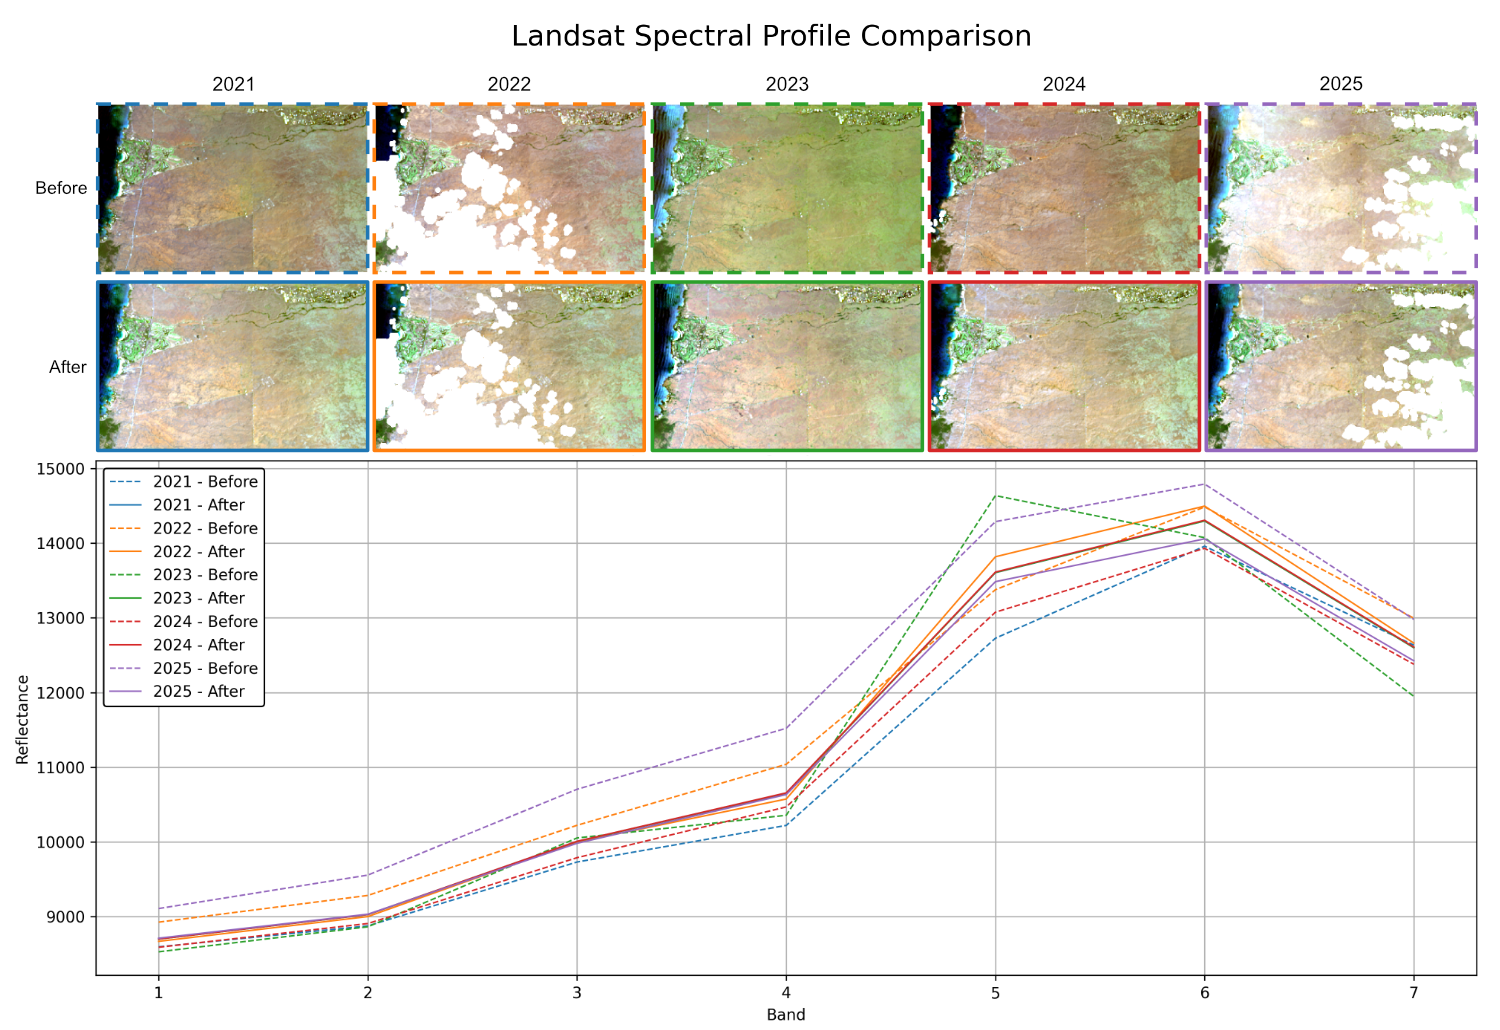 Landsat Spectral Profile Comparison
2021 2022 2023 2024 2025
Before
After
15000
14000
13000
12000
11000
10000
9000
Reflectance
2021 - Before
2021 - After
2022 - Before
2022 - After
2023 - Before
2023 - After
2024 - Before
2024 - After
2025 - Before
2025 - After
1 2 3 4 5 6 7
Band